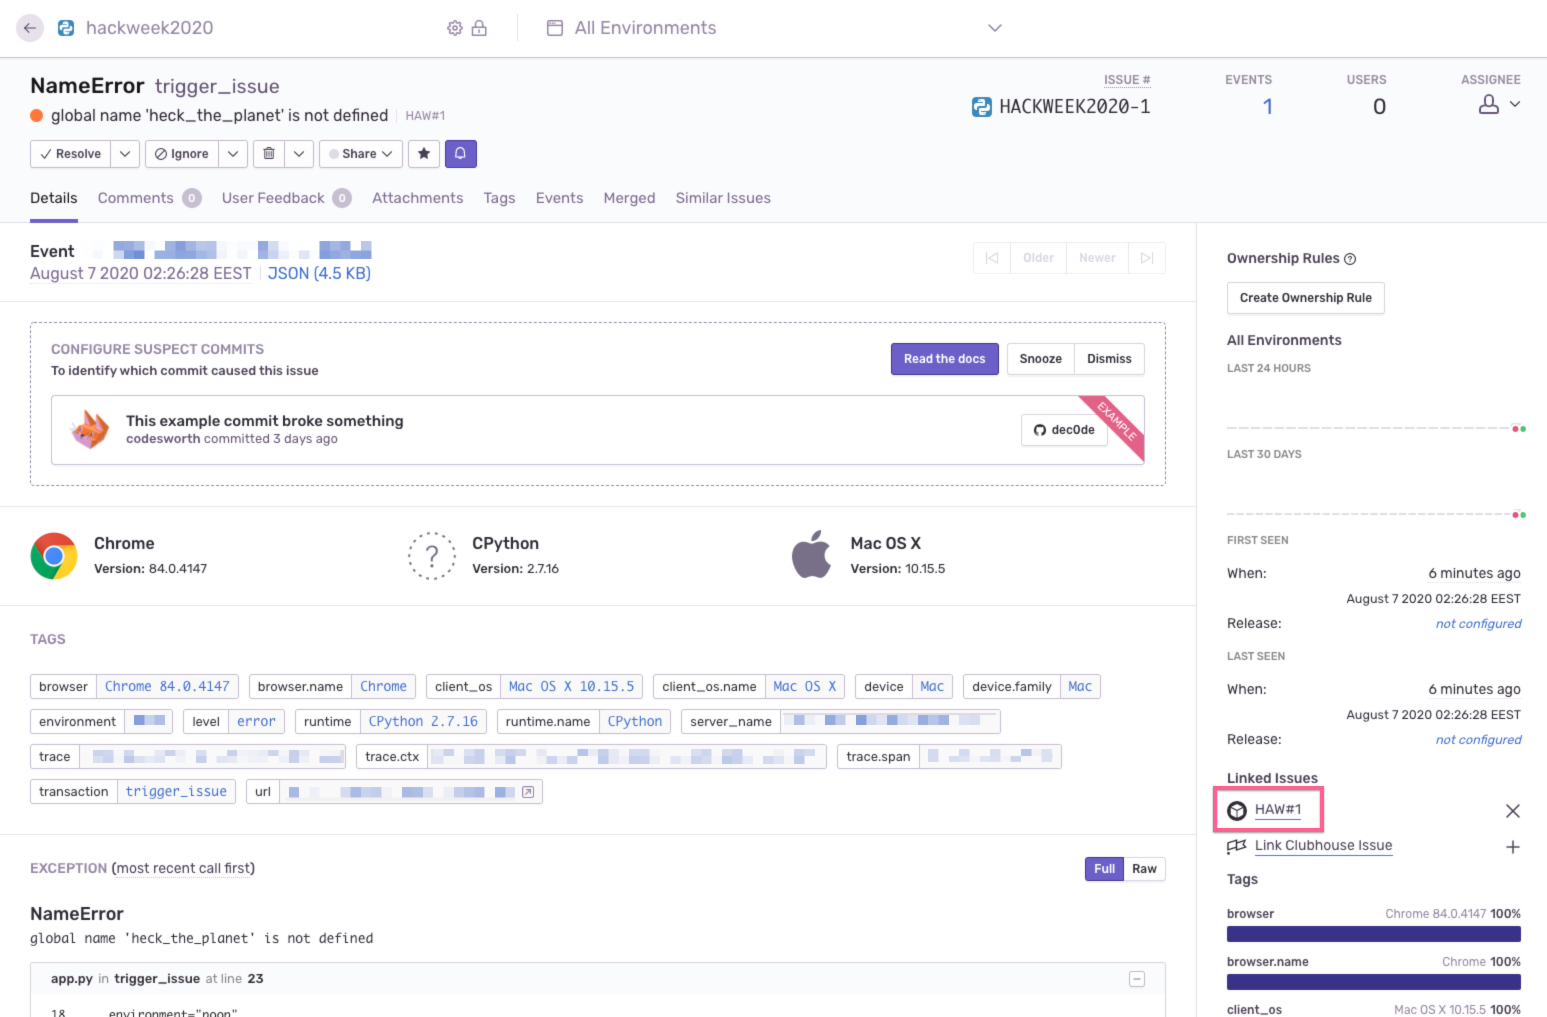 hackweek2020 All Environments
NameError trigger_issue
global name 'heck_the_planet' is not defined HAW#1
ISSUE # EVENTS USERS ASSIGNEE
HACKWEEK2020-1 1 0
Resolve Ignore Share
Details Comments 0 User Feedback 0 Attachments Tags Events Merged Similar Issues
Event
August 7 2020 02:26:28 EEST JSON (4.5 KB)
Older Newer
CONFIGURE SUSPECT COMMITS
To identify which commit caused this issue
Read the docs Snooze Dismiss
This example commit broke something
codesworth committed 3 days ago
dec0de
EXAMPLE
Chrome
Version: 84.0.4147
CPython
Version: 2.7.16
Mac OS X
Version: 10.15.5
TAGS
browser Chrome 84.0.4147 browser.name Chrome client_os Mac OS X 10.15.5 client_os.name Mac OS X device Mac device.family Mac
environment level error runtime CPython 2.7.16 runtime.name CPython server_name
trace trace.ctx trace.span
transaction trigger_issue url
EXCEPTION (most recent call first) Full Raw
NameError
global name 'heck_the_planet' is not defined
app.py in trigger_issue at line 23
18 environment="noon"
Ownership Rules ?
Create Ownership Rule
All Environments
LAST 24 HOURS
LAST 30 DAYS
FIRST SEEN
When: 6 minutes ago
August 7 2020 02:26:28 EEST
Release: not configured
LAST SEEN
When: 6 minutes ago
August 7 2020 02:26:28 EEST
Release: not configured
Linked Issues
HAW#1
Link Clubhouse Issue
Tags
browser Chrome 84.0.4147 100%
browser.name Chrome 100%
client_os Mac OS X 10.15.5 100%